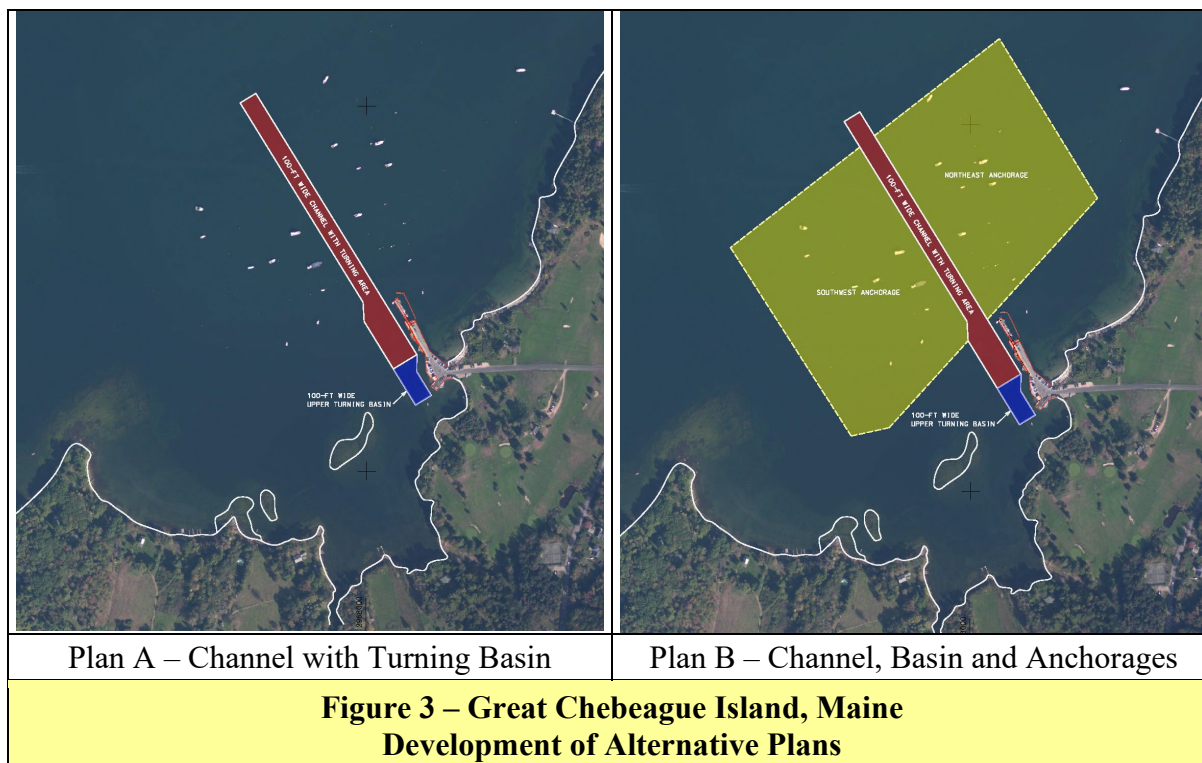 100-FT WIDE CHANNEL WITH TURNING AREA
100-FT WIDE
UPPER TURNING BASIN
NORTHEAST ANCHORAGE
100-FT WIDE CHANNEL WITH TURNING AREA
SOUTHWEST ANCHORAGE
100-FT WIDE
UPPER TURNING BASIN
Plan A – Channel with Turning Basin
Plan B – Channel, Basin and Anchorages
Figure 3 – Great Chebeague Island, Maine
Development of Alternative Plans